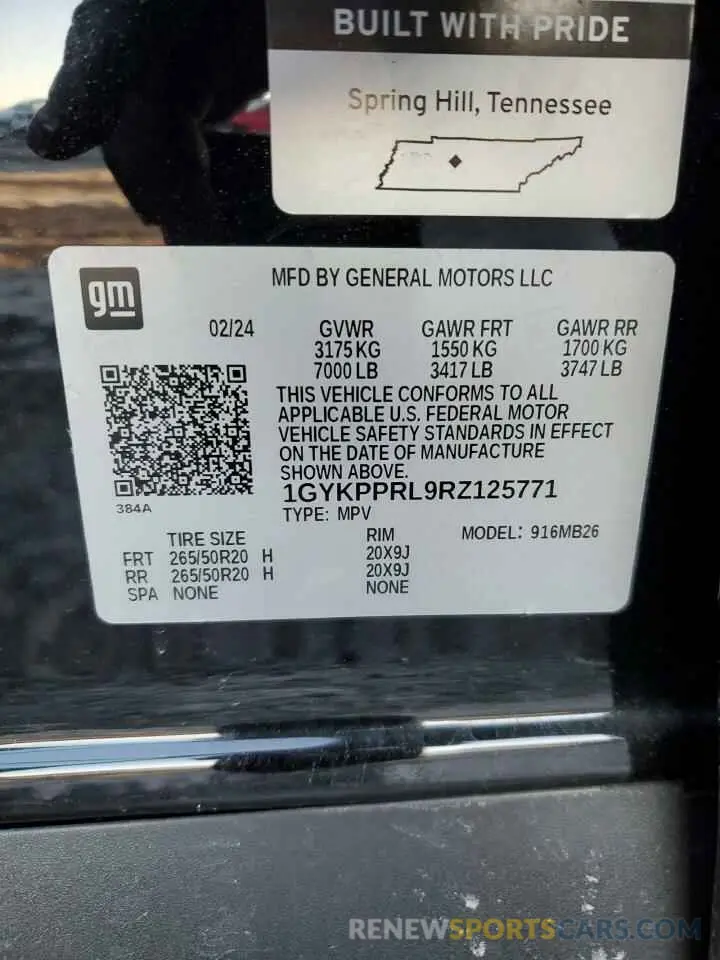 BUILT WITH PRIDE
Spring Hill, Tennessee
gm
MFD BY GENERAL MOTORS LLC
02/24 GVWR GAWR FRT GAWR RR
3175 KG 1550 KG 1700 KG
7000 LB 3417 LB 3747 LB
THIS VEHICLE CONFORMS TO ALL
APPLICABLE U.S. FEDERAL MOTOR
VEHICLE SAFETY STANDARDS IN EFFECT
ON THE DATE OF MANUFACTURE
SHOWN ABOVE.
1GYKPPRL9RZ125771
384A
TYPE: MPV
TIRE SIZE RIM MODEL: 916MB26
FRT 265/50R20 H 20X9J
RR 265/50R20 H 20X9J
SPA NONE NONE
RENEWSPORTSCARS.COM